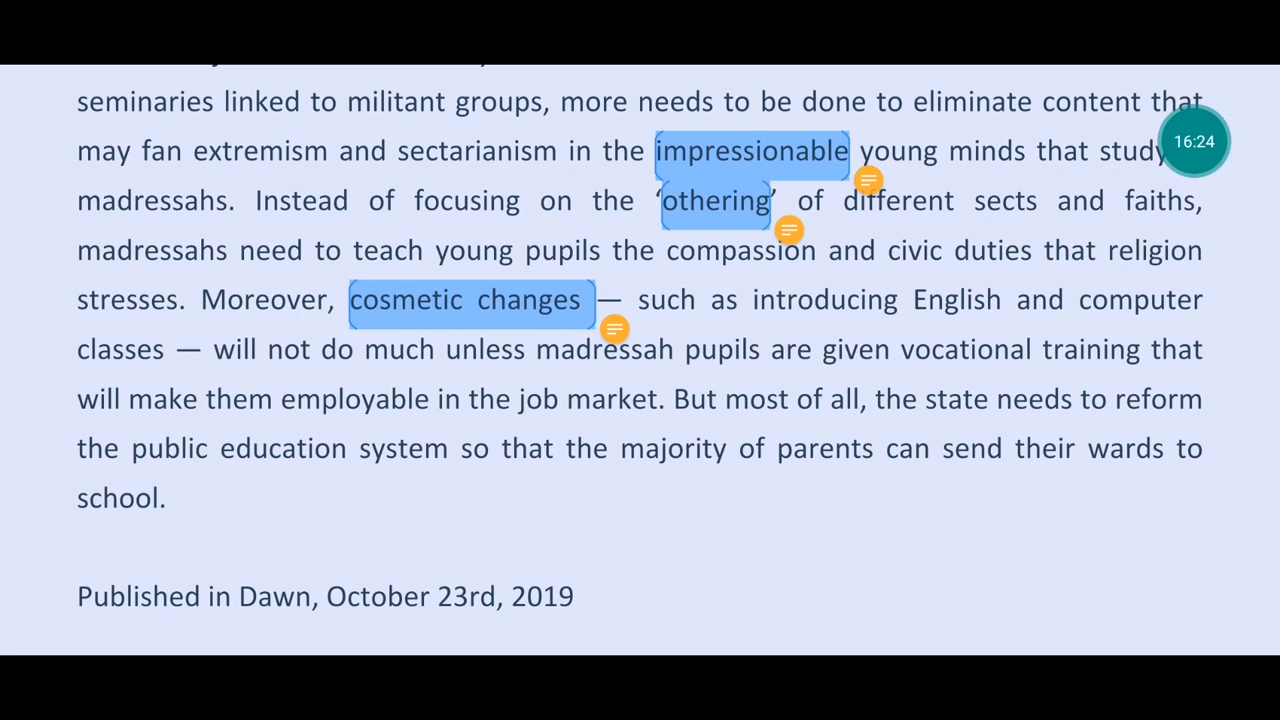 seminaries linked to militant groups, more needs to be done to eliminate content that
may fan extremism and sectarianism in the impressionable young minds that study
madressahs. Instead of focusing on the ‘othering’ of different sects and faiths,
madressahs need to teach young pupils the compassion and civic duties that religion
stresses. Moreover, cosmetic changes — such as introducing English and computer
classes — will not do much unless madressah pupils are given vocational training that
will make them employable in the job market. But most of all, the state needs to reform
the public education system so that the majority of parents can send their wards to
school.
Published in Dawn, October 23rd, 2019
16:24